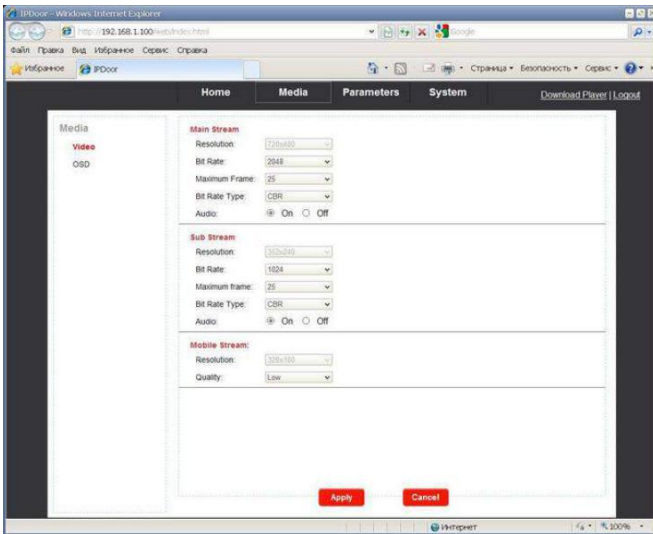 IPDoor - Windows Internet Explorer
http://192.168.1.100/web/index.html
Google
Файл Правка Вид Избранное Сервис Справка
Избранное IPDoor
Страница Безопасность Сервис
Home Media Parameters System Download Player | Logout
Media
Video
OSD
Main Stream
Resolution: 720x480
Bit Rate: 2048
Maximum Frame: 25
Bit Rate Type: CBR
Audio: On Off
Sub Stream
Resolution: 352x240
Bit Rate: 1024
Maximum frame: 25
Bit Rate Type: CBR
Audio: On Off
Mobile Stream:
Resolution:
Quality: Low
Apply Cancel
Интернет 100%